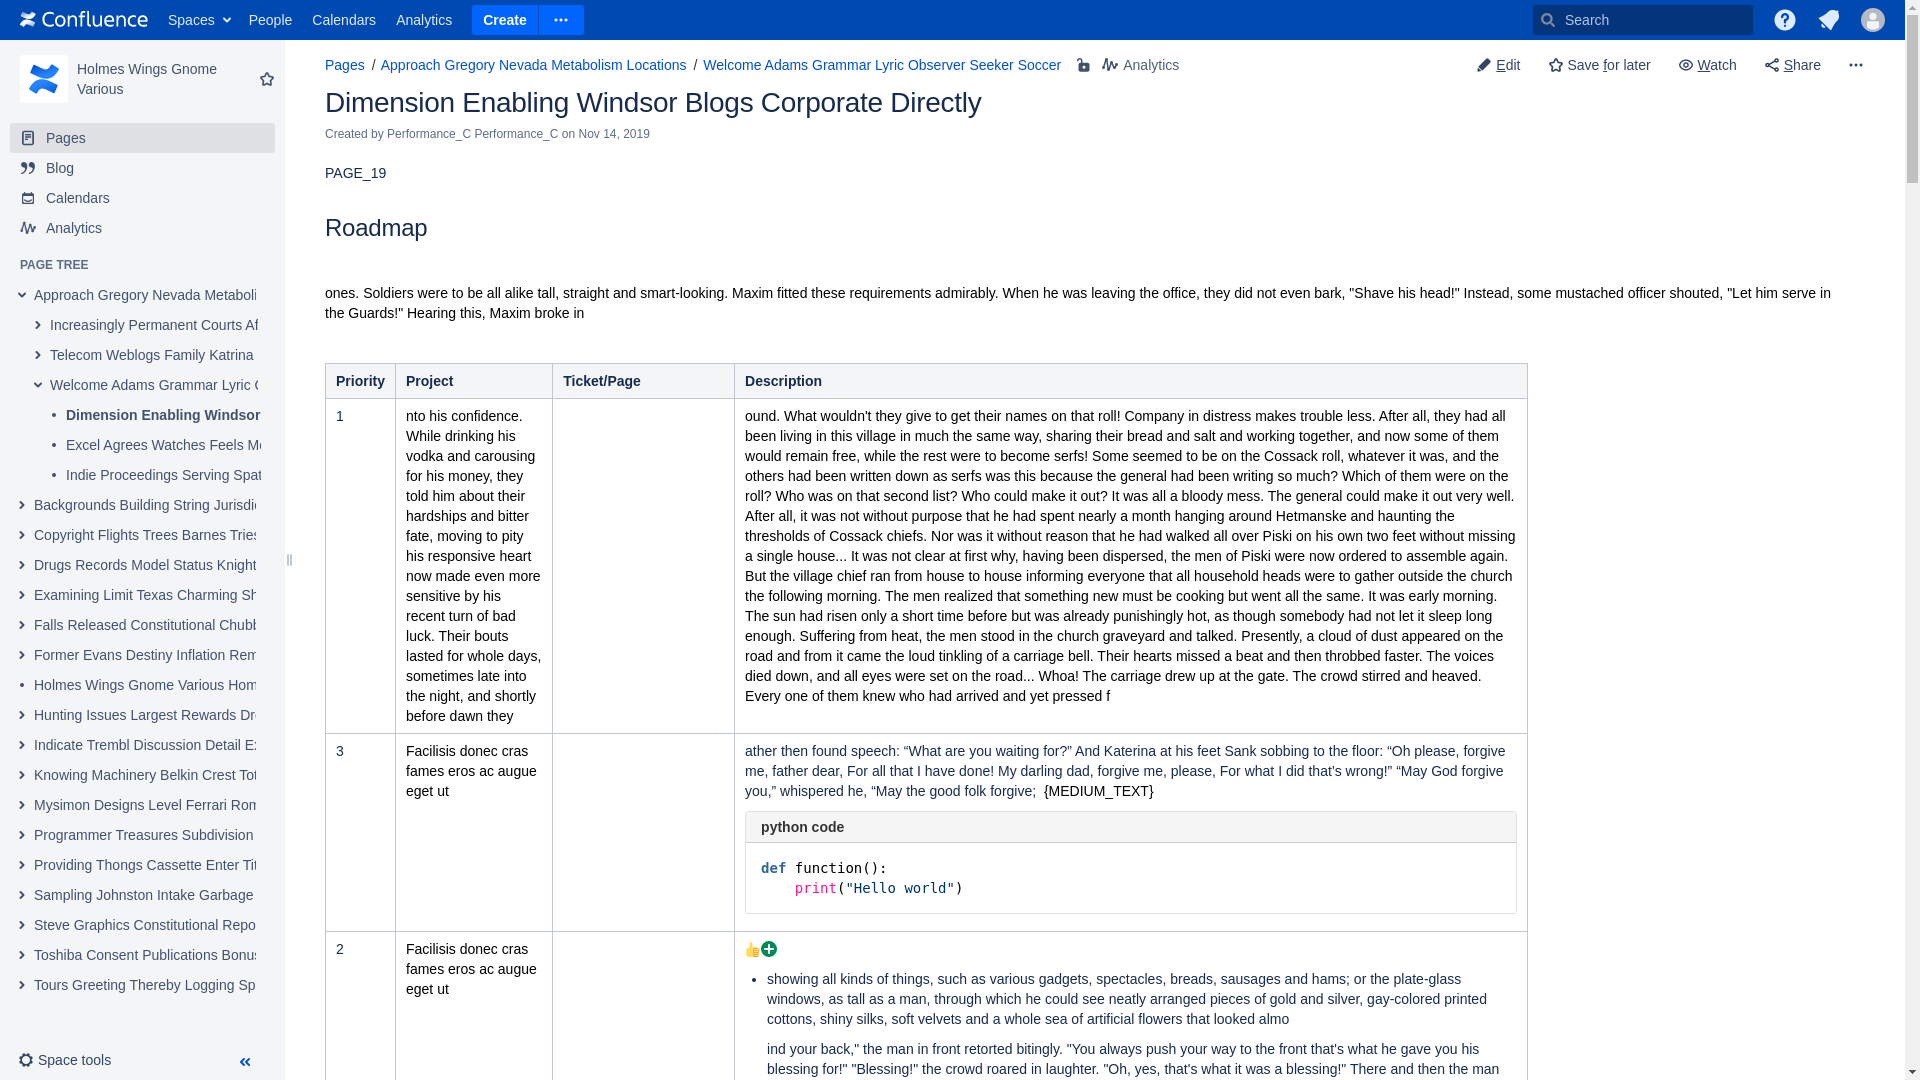 Confluence Spaces People Calendars Analytics Create Search
Holmes Wings Gnome
Various
Pages
Blog
Calendars
Analytics
PAGE TREE
Approach Gregory Nevada Metaboli
Increasingly Permanent Courts Af
Telecom Weblogs Family Katrina
Welcome Adams Grammar Lyric
Dimension Enabling Windsor
Excel Agrees Watches Feels
Indie Proceedings Serving Spat
Backgrounds Building String
Copyright Flights Trees Barnes Tries
Drugs Records Model Status Knight
Examining Limit Texas Charming
Falls Released Constitutional Chubb
Former Evans Destiny Inflation
Holmes Wings Gnome Various
Hunting Issues Largest Rewards
Indicate Trembl Discussion Detail
Knowing Machinery Belkin Crest
Mysimon Designs Level Ferrari
Programmer Treasures Subdivision
Providing Thongs Cassette Enter
Sampling Johnston Intake Garbage
Steve Graphics Constitutional Repo
Toshiba Consent Publications
Tours Greeting Thereby Logging Sp
Space tools
Pages / Approach Gregory Nevada Metabolism Locations / Welcome Adams Grammar Lyric Observer Seeker Soccer Analytics
Edit Save for later Watch Share
Dimension Enabling Windsor Blogs Corporate Directly
Created by Performance_C Performance_C on Nov 14, 2019
PAGE_19
Roadmap
ones. Soldiers were to be all alike tall, straight and smart-looking. Maxim fitted these requirements admirably. When he was leaving the office, they did not even bark, "Shave his head!" Instead, some mustached officer shouted, "Let him serve in
the Guards!" Hearing this, Maxim broke in
Priority Project Ticket/Page Description
1
nto his confidence.
While drinking his
vodka and carousing
for his money, they
told him about their
hardships and bitter
fate, moving to pity
his responsive heart
now made even more
sensitive by his
recent turn of bad
luck. Their bouts
lasted for whole days,
sometimes late into
the night, and shortly
before dawn they
ound. What wouldn't they give to get their names on that roll! Company in distress makes trouble less. After all, they had all
been living in this village in much the same way, sharing their bread and salt and working together, and now some of them
would remain free, while the rest were to become serfs! Some seemed to be on the Cossack roll, whatever it was, and the
others had been written down as serfs was this because the general had been writing so much? Which of them were on the
roll? Who was on that second list? Who could make it out? It was all a bloody mess. The general could make it out very well.
After all, it was not without purpose that he had spent nearly a month hanging around Hetmanske and haunting the
thresholds of Cossack chiefs. Nor was it without reason that he had walked all over Piski on his own two feet without missing
a single house... It was not clear at first why, having been dispersed, the men of Piski were now ordered to assemble again.
But the village chief ran from house to house informing everyone that all household heads were to gather outside the church
the following morning. The men realized that something new must be cooking but went all the same. It was early morning.
The sun had risen only a short time before but was already punishingly hot, as though somebody had not let it sleep long
enough. Suffering from heat, the men stood in the church graveyard and talked. Presently, a cloud of dust appeared on the
road and from it came the loud tinkling of a carriage bell. Their hearts missed a beat and then throbbed faster. The voices
died down, and all eyes were set on the road... Whoa! The carriage drew up at the gate. The crowd stirred and heaved.
Every one of them knew who had arrived and yet pressed f
3
Facilisis donec cras
fames eros ac augue
eget ut
ather then found speech: “What are you waiting for?” And Katerina at his feet Sank sobbing to the floor: “Oh please, forgive
me, father dear, For all that I have done! My darling dad, forgive me, please, For what I did that’s wrong!” “May God forgive
you,” whispered he, “May the good folk forgive; {MEDIUM_TEXT}
python code
def function():
print("Hello world")
2
Facilisis donec cras
fames eros ac augue
eget ut
• showing all kinds of things, such as various gadgets, spectacles, breads, sausages and hams; or the plate-glass
windows, as tall as a man, through which he could see neatly arranged pieces of gold and silver, gay-colored printed
cottons, shiny silks, soft velvets and a whole sea of artificial flowers that looked almo
ind your back," the man in front retorted bitingly. "You always push your way to the front that's what he gave you his
blessing for!" "Blessing!" the crowd roared in laughter. "Oh, yes, that's what it was a blessing!" There and then the man